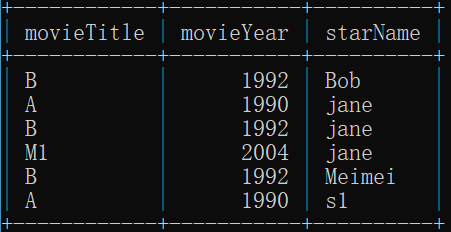 movieTitle movieYear starName
B 1992 Bob
A 1990 jane
B 1992 jane
M1 2004 jane
B 1992 Meimei
A 1990 s1